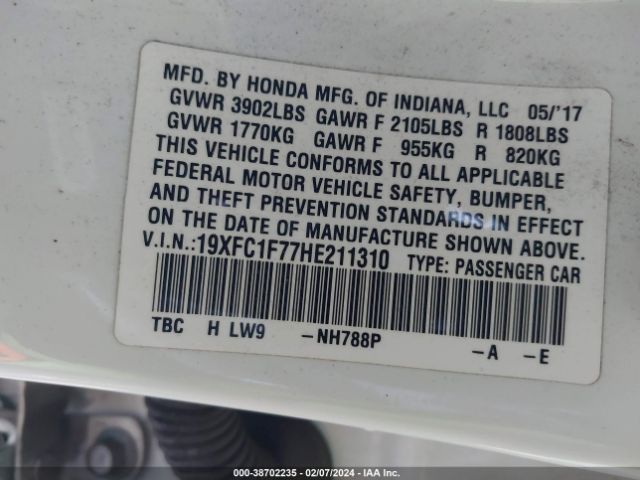 MFD. BY HONDA MFG. OF INDIANA, LLC 05/'17
GVWR 3902LBS GAWR F 2105LBS R 1808LBS
GVWR 1770KG GAWR F 955KG R 820KG
THIS VEHICLE CONFORMS TO ALL APPLICABLE
FEDERAL MOTOR VEHICLE SAFETY, BUMPER,
AND THEFT PREVENTION STANDARDS IN EFFECT
ON THE DATE OF MANUFACTURE SHOWN ABOVE.
V.I.N.:19XFC1F77HE211310 TYPE: PASSENGER CAR
TBC H LW9 –NH788P –A –E
000-38702235 - 02/07/2024 - IAA Inc.